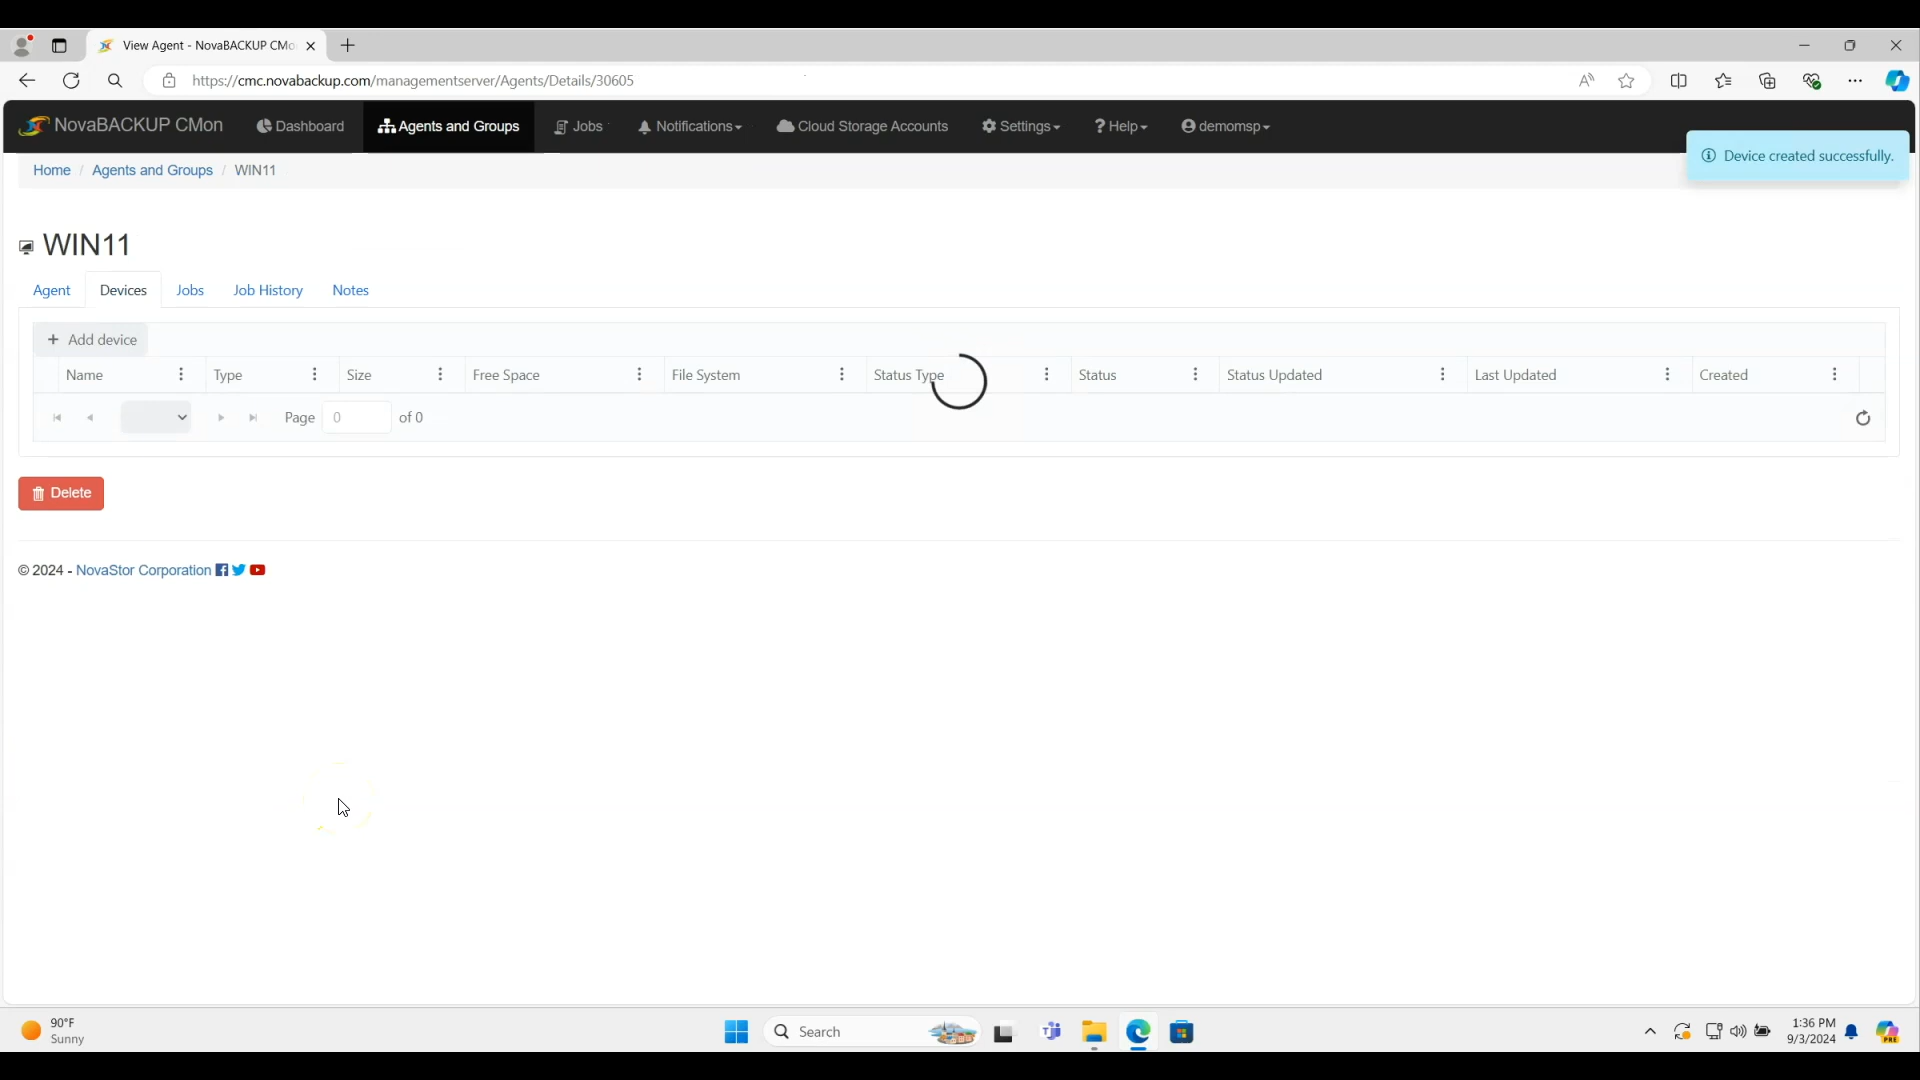 View Agent - NovaBACKUP CMo
https://cmc.novabackup.com/managementserver/Agents/Details/30605
NovaBACKUP CMon Dashboard Agents and Groups Jobs Notifications Cloud Storage Accounts Settings ? Help demomsp
Device created successfully.
Home / Agents and Groups / WIN11
WIN11
Agent Devices Jobs Job History Notes
+ Add device
Name Type Size Free Space File System Status Type Status Status Updated Last Updated Created
Page 0 of 0
Delete
© 2024 - NovaStor Corporation
90°F
Sunny
Search
1:36 PM
9/3/2024
PRE